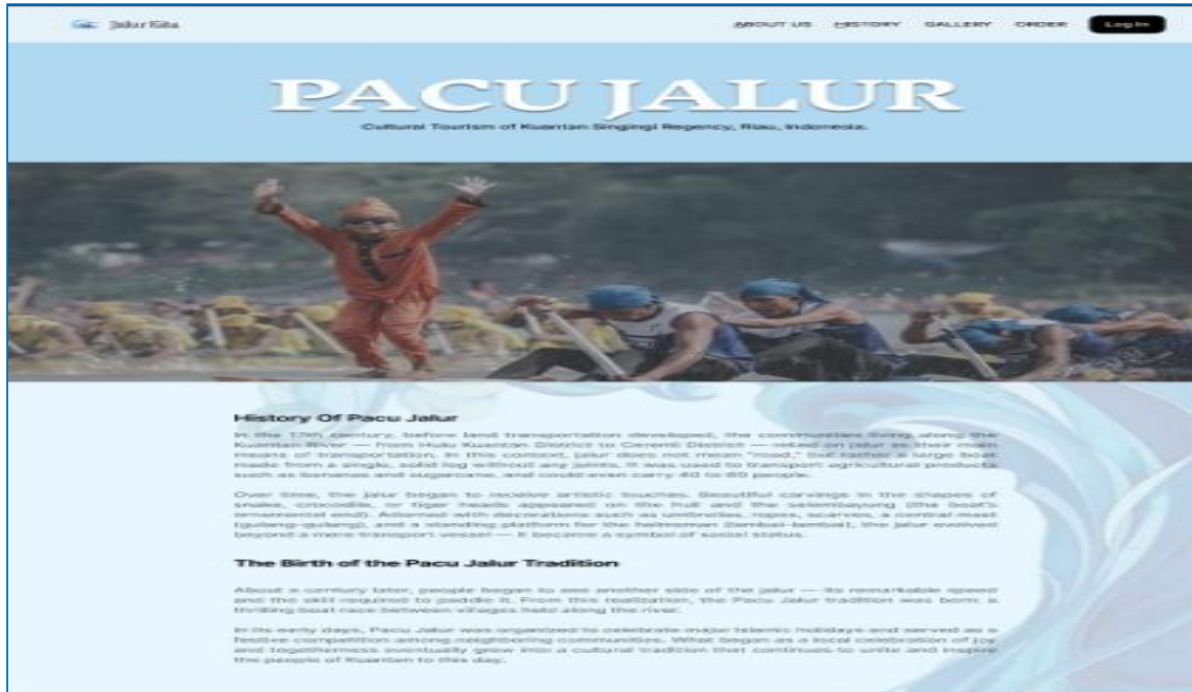 Jalur Kita
ABOUT US
HISTORY
GALLERY
ORDER
Log In
PACU JALUR
Cultural Tourism of Kuantan Singingi Regency, Riau, Indonesia.
History Of Pacu Jalur
In the 17th century, before land transportation developed, the communities living along the
Kuantan River — from Hulu Kuantan District to Cerenti District — relied on jalur as their main
means of transportation. In this context, jalur does not mean "road," but rather a large boat
made from a single, solid log without any joints. It was used to transport agricultural products
such as bananas and sugarcane, and could even carry 40 to 60 people.
Over time, the jalur began to receive artistic touches. Beautiful carvings in the shapes of
snake, crocodile, or tiger heads appeared on the hull and the selembayung (the boat's
ornamental end). Adorned with decorations such as umbrellas, ropes, scarves, a central mast
(gulang-gulang), and a standing platform for the helmsman (lambai-lambai), the jalur evolved
beyond a mere transport vessel — it became a symbol of social status.
The Birth of the Pacu Jalur Tradition
About a century later, people began to see another side of the jalur — its remarkable speed
and the skill required to paddle it. From this realization, the Pacu Jalur tradition was born: a
thrilling boat race between villages held along the river.
In its early days, Pacu Jalur was organized to celebrate major Islamic holidays and served as a
festive competition among neighboring communities. What began as a local celebration of joy
and togetherness eventually grew into a cultural tradition that continues to unite and inspire
the people of Kuantan to this day.